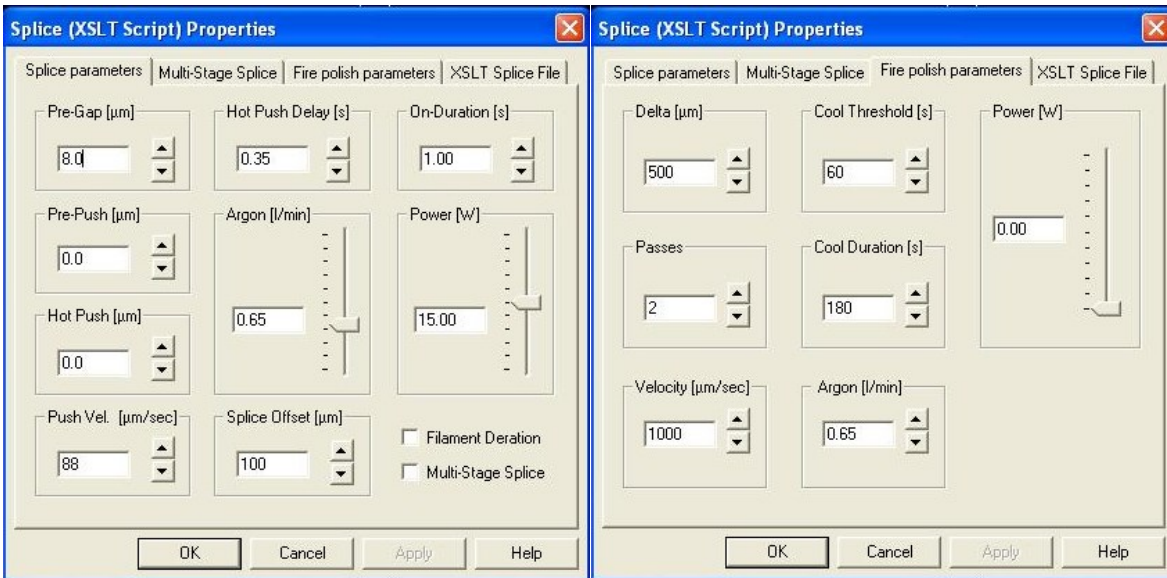 Splice (XSLT Script) Properties
Splice parameters Multi-Stage Splice Fire polish parameters XSLT Splice File
Pre-Gap [µm] Hot Push Delay [s] On-Duration [s]
8.0 0.35 1.00
Pre-Push [µm] Argon [l/min] Power [W]
0.0
Hot Push [µm]
0.65 15.00
0.0
Push Vel. [µm/sec] Splice Offset [µm]
Filament Deration
88 100
Multi-Stage Splice
OK Cancel Apply Help
Splice (XSLT Script) Properties
Splice parameters Multi-Stage Splice Fire polish parameters XSLT Splice File
Delta [µm] Cool Threshold [s] Power [W]
500 60
0.00
Passes Cool Duration [s]
2 180
Velocity [µm/sec] Argon [l/min]
1000 0.65
OK Cancel Apply Help